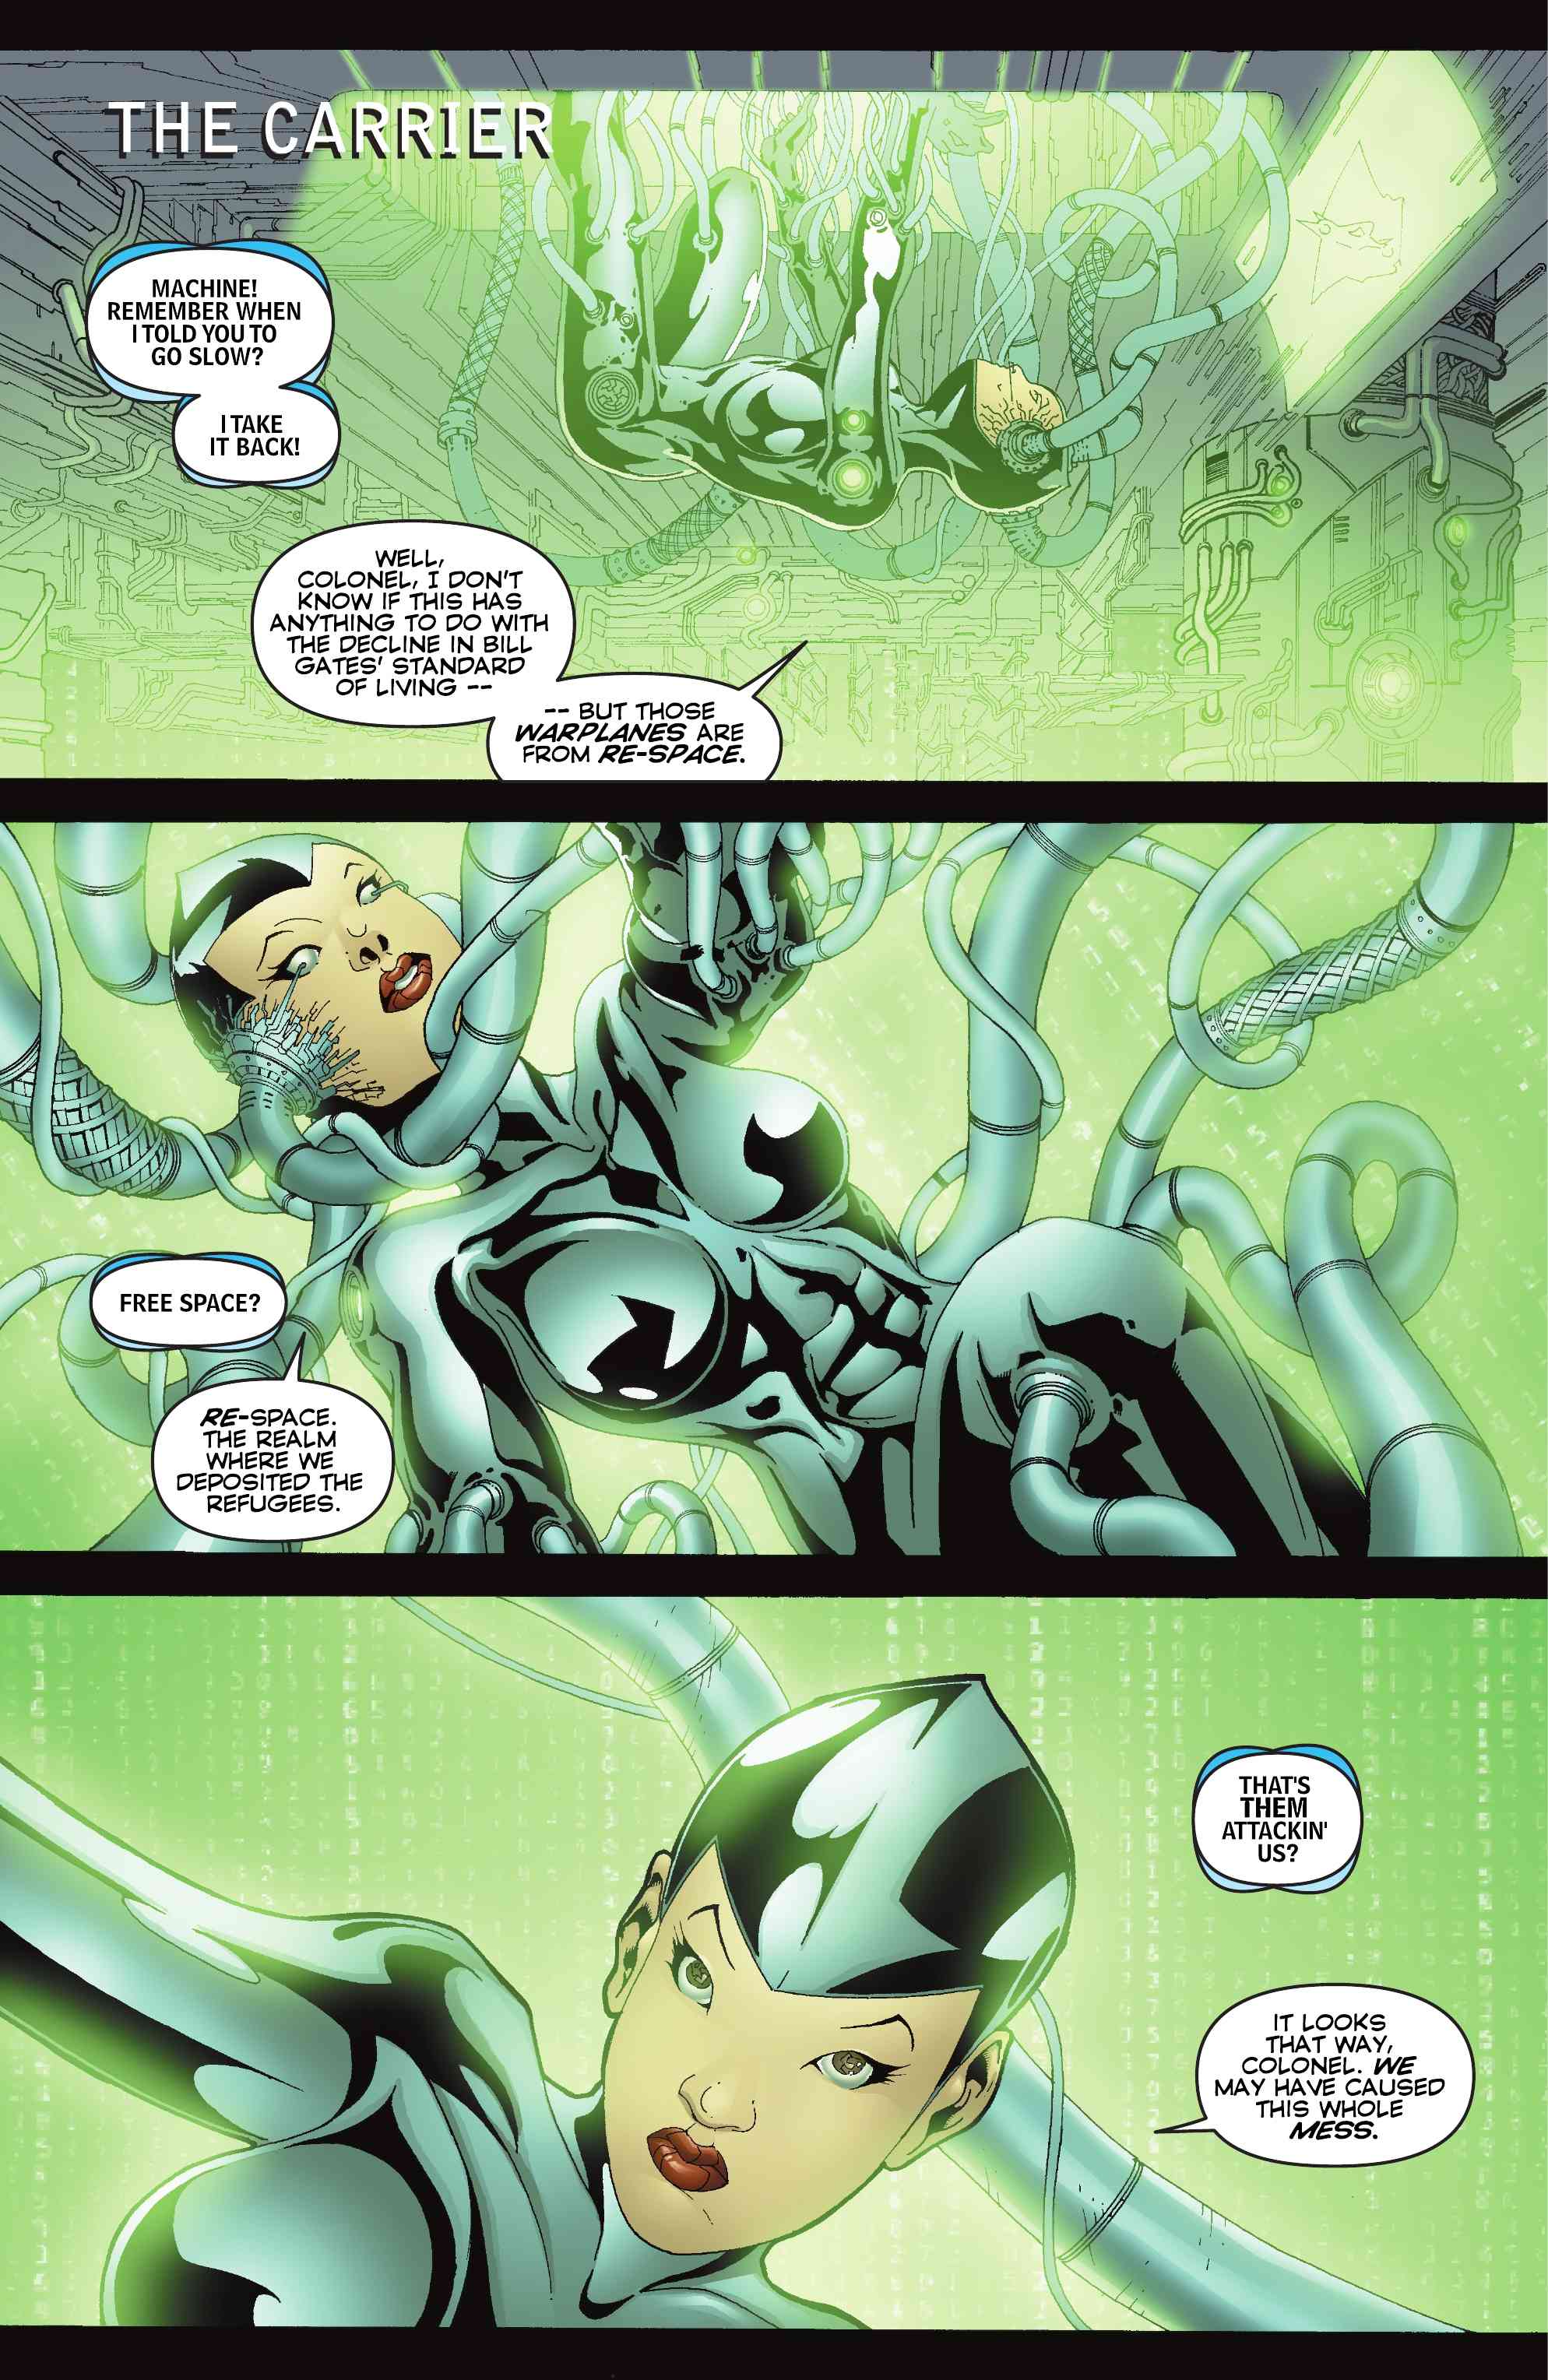 THE CARRIER
MACHINE!
REMEMBER WHEN
I TOLD YOU TO
GO SLOW?
I TAKE
IT BACK!
WELL,
COLONEL, I DON'T
KNOW IF THIS HAS
ANYTHING TO DO WITH
THE DECLINE IN BILL
GATES' STANDARD
OF LIVING --
-- BUT THOSE
WARPLANES ARE
FROM RE-SPACE.
FREE SPACE?
RE-SPACE.
THE REALM
WHERE WE
DEPOSITED THE
REFUGEES.
THAT'S
THEM
ATTACKIN'
US?
IT LOOKS
THAT WAY,
COLONEL. WE
MAY HAVE CAUSED
THIS WHOLE
MESS.